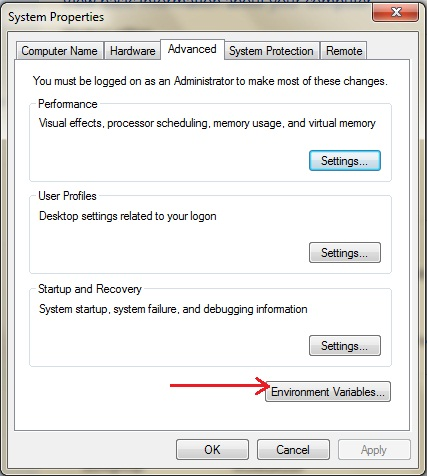 System Properties
Computer Name Hardware Advanced System Protection Remote
You must be logged on as an Administrator to make most of these changes.
Performance
Visual effects, processor scheduling, memory usage, and virtual memory
Settings...
User Profiles
Desktop settings related to your logon
Settings...
Startup and Recovery
System startup, system failure, and debugging information
Settings...
Environment Variables...
OK Cancel Apply